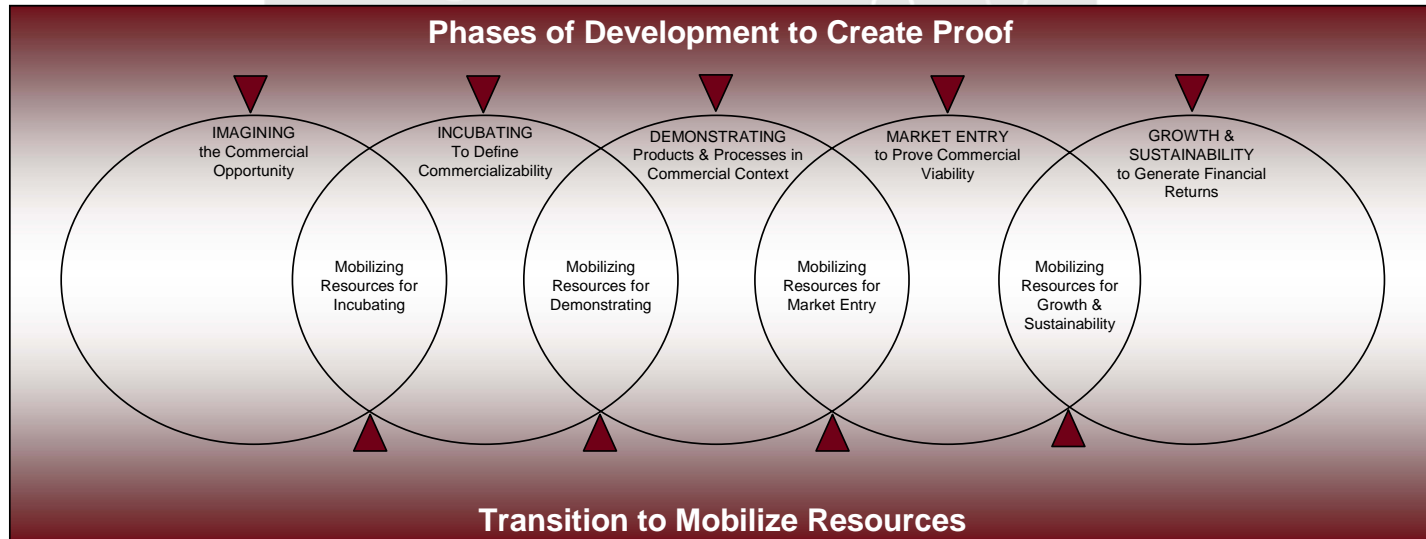 Phases of Development to Create Proof
IMAGINING
the Commercial
Opportunity
INCUBATING
To Define
Commercializability
DEMONSTRATING
Products & Processes in
Commercial Context
MARKET ENTRY
to Prove Commercial
Viability
GROWTH &
SUSTAINABILITY
to Generate Financial
Returns
Mobilizing
Resources for
Incubating
Mobilizing
Resources for
Demonstrating
Mobilizing
Resources for
Market Entry
Mobilizing
Resources for
Growth &
Sustainability
Transition to Mobilize Resources